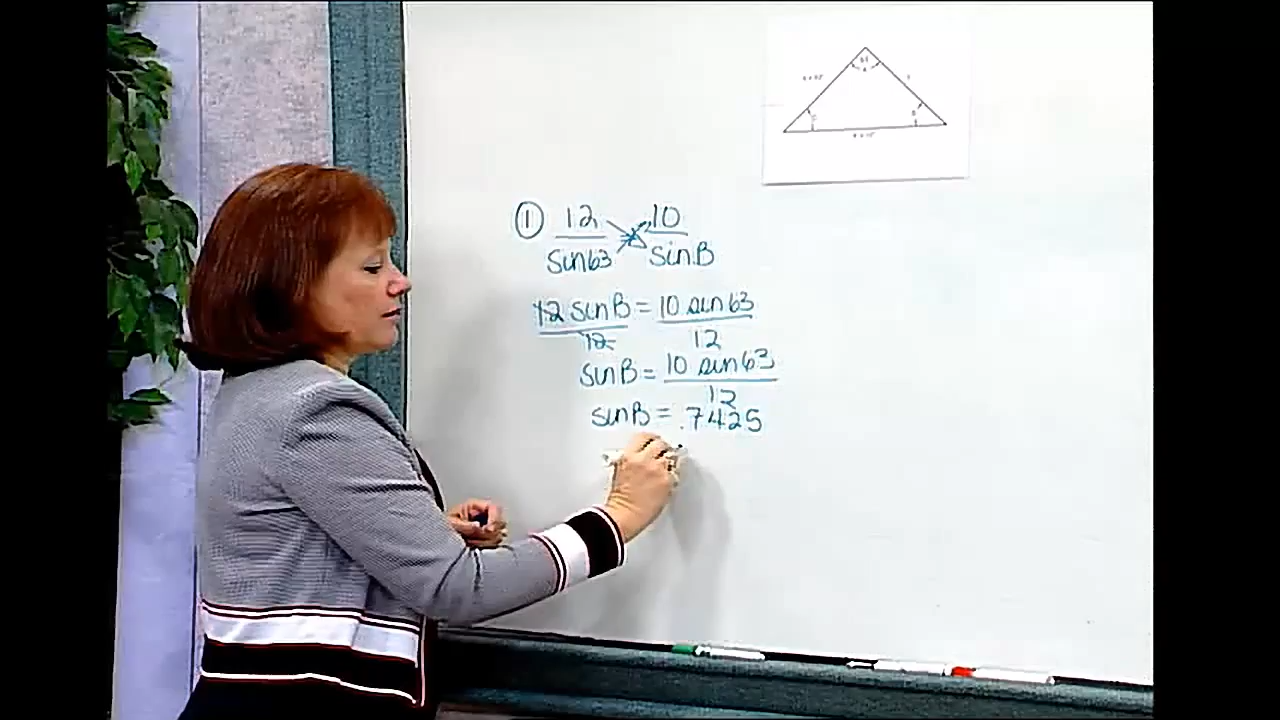 ① 12 10
sin63 sinB
12 sinB = 10 sin63
12 12
sinB = 10 sin63
12
sinB = .7425